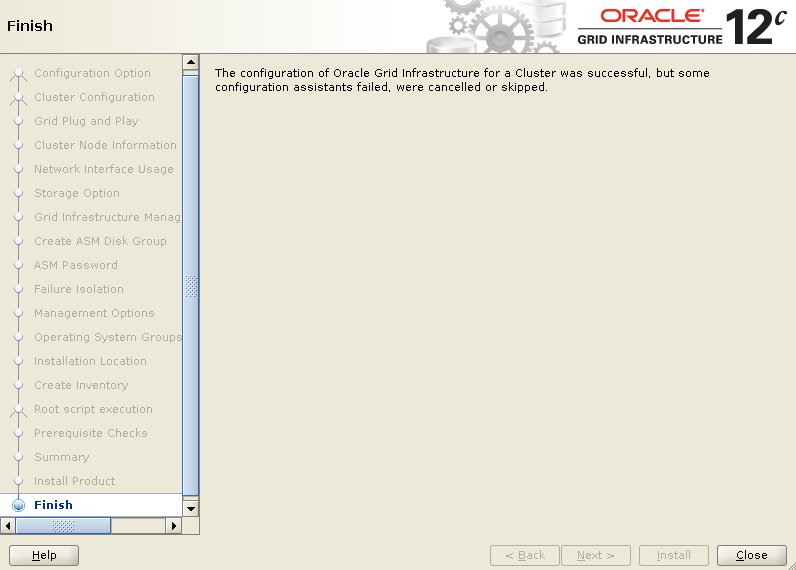 Finish
ORACLE®
GRID INFRASTRUCTURE
12c
Configuration Option
Cluster Configuration
Grid Plug and Play
Cluster Node Information
Network Interface Usage
Storage Option
Grid Infrastructure Manag
Create ASM Disk Group
ASM Password
Failure Isolation
Management Options
Operating System Groups
Installation Location
Create Inventory
Root script execution
Prerequisite Checks
Summary
Install Product
Finish
The configuration of Oracle Grid Infrastructure for a Cluster was successful, but some
configuration assistants failed, were cancelled or skipped.
Help
< Back
Next >
Install
Close